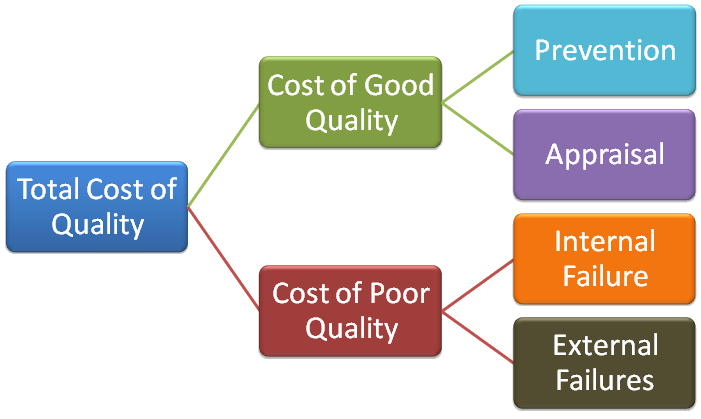 Total Cost of
Quality
Cost of Good
Quality
Prevention
Appraisal
Cost of Poor
Quality
Internal
Failure
External
Failures